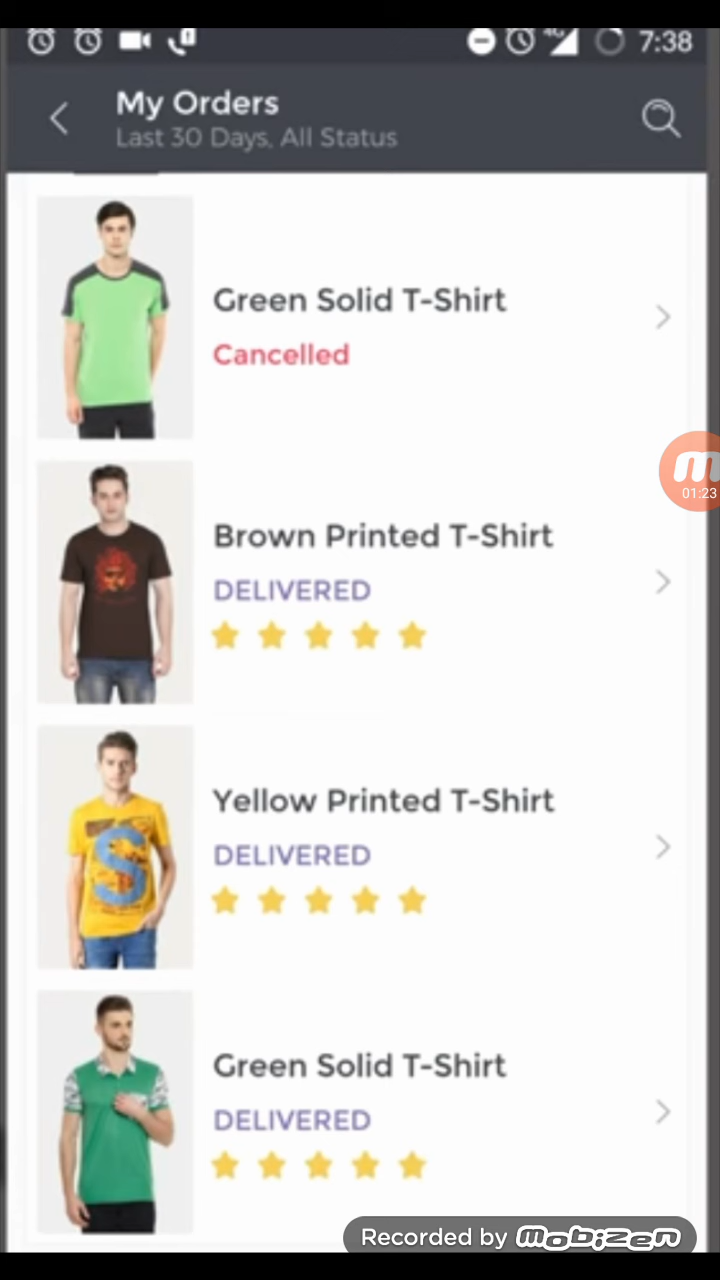 4G 7:38
My Orders
Last 30 Days, All Status
Green Solid T-Shirt
Cancelled
m
01:23
Brown Printed T-Shirt
DELIVERED
Yellow Printed T-Shirt
DELIVERED
S
Green Solid T-Shirt
DELIVERED
Recorded by mobizen